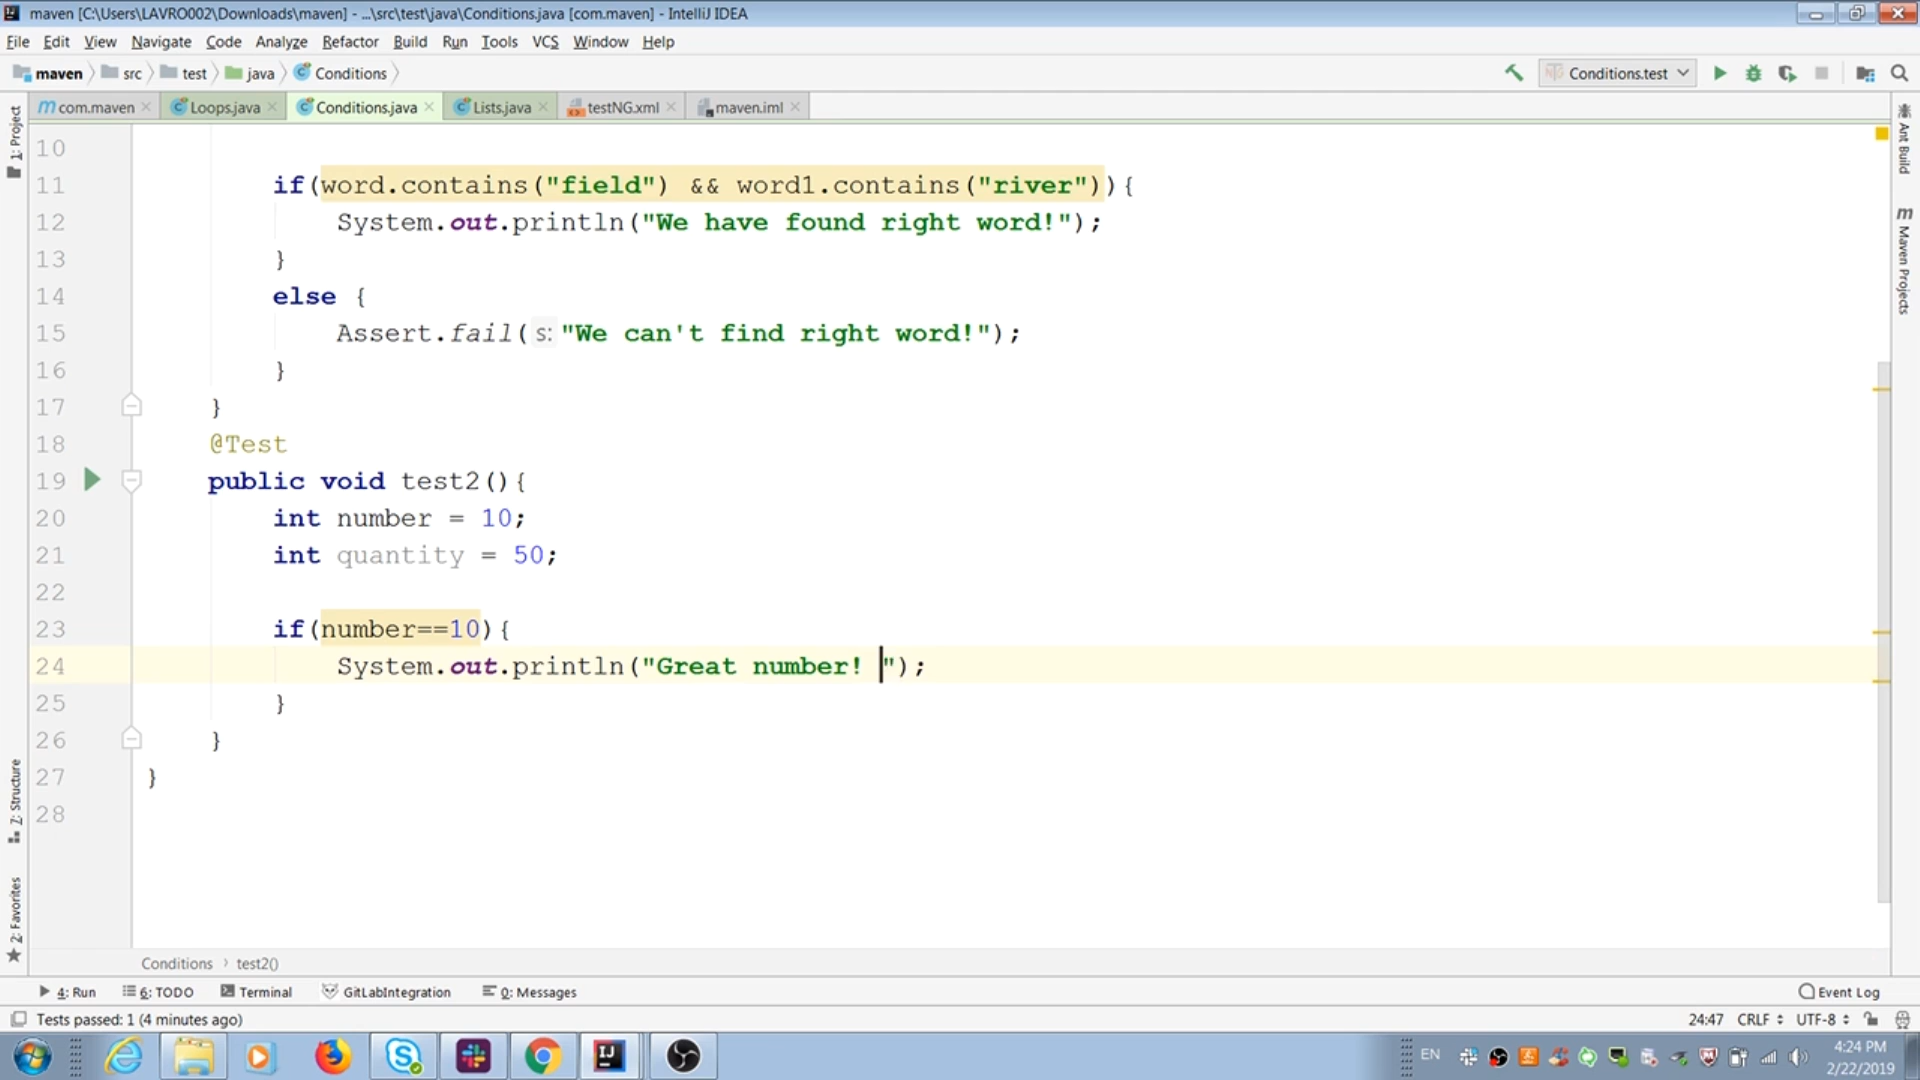 maven [C:\Users\LAVRO002\Downloads\maven] - ...\src\test\java\Conditions.java [com.maven] - IntelliJ IDEA
File Edit View Navigate Code Analyze Refactor Build Run Tools VCS Window Help
maven src test java Conditions Conditions.test
com.maven Loops.java Conditions.java Lists.java testNG.xml maven.iml
1: Project
Ant Build
Maven Projects
10
11 if(word.contains("field") && word1.contains("river")){
12 System.out.println("We have found right word!");
13 }
14 else {
15 Assert.fail( s: "We can't find right word!");
16 }
17 }
18 @Test
19 public void test2(){
20 int number = 10;
21 int quantity = 50;
22
23 if(number==10){
24 System.out.println("Great number! ");
25 }
26 }
27 }
28
Z: Structure
2: Favorites
Conditions › test2()
4: Run 6: TODO Terminal GitLabIntegration 0: Messages Event Log
Tests passed: 1 (4 minutes ago) 24:47 CRLF UTF-8
EN 4:24 PM
2/22/2019